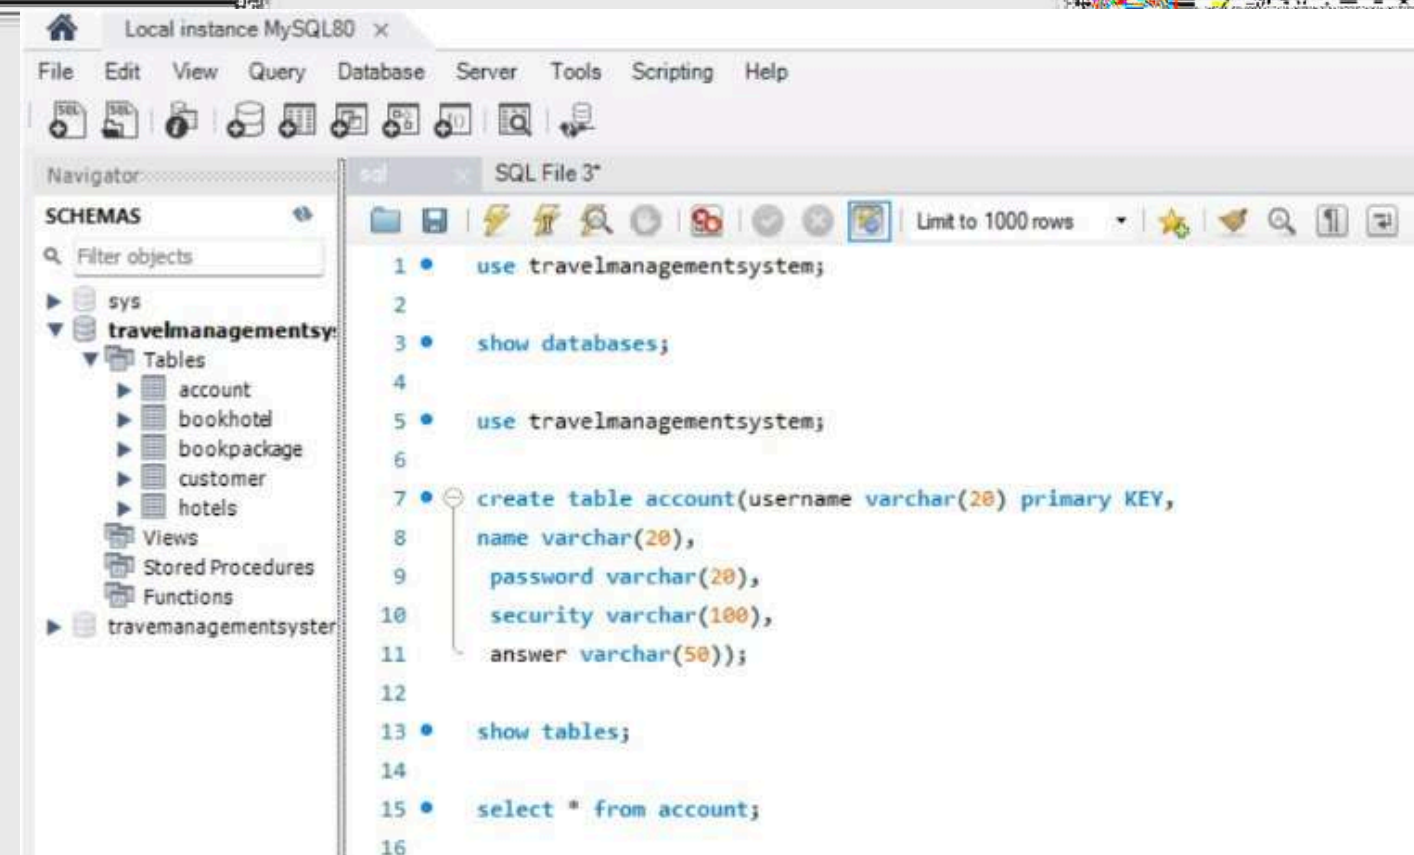 Local instance MySQL80 ×
File Edit View Query Database Server Tools Scripting Help
Navigator
SCHEMAS
Filter objects
sys
travelmanagementsy
Tables
account
bookhotel
bookpackage
customer
hotels
Views
Stored Procedures
Functions
travemanagementsyster
sql × SQL File 3*
Limit to 1000 rows
1 use travelmanagementsystem;
2
3 show databases;
4
5 use travelmanagementsystem;
6
7 create table account(username varchar(20) primary KEY,
8 name varchar(20),
9 password varchar(20),
10 security varchar(100),
11 answer varchar(50));
12
13 show tables;
14
15 select * from account;
16